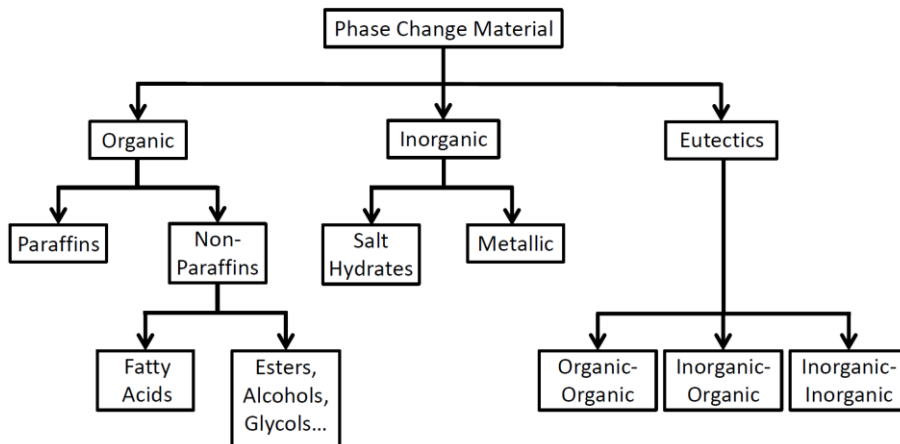 Phase Change Material
Organic
Inorganic
Eutectics
Paraffins
Non-
Paraffins
Salt
Hydrates
Metallic
Fatty
Acids
Esters,
Alcohols,
Glycols...
Organic-
Organic
Inorganic-
Organic
Inorganic-
Inorganic